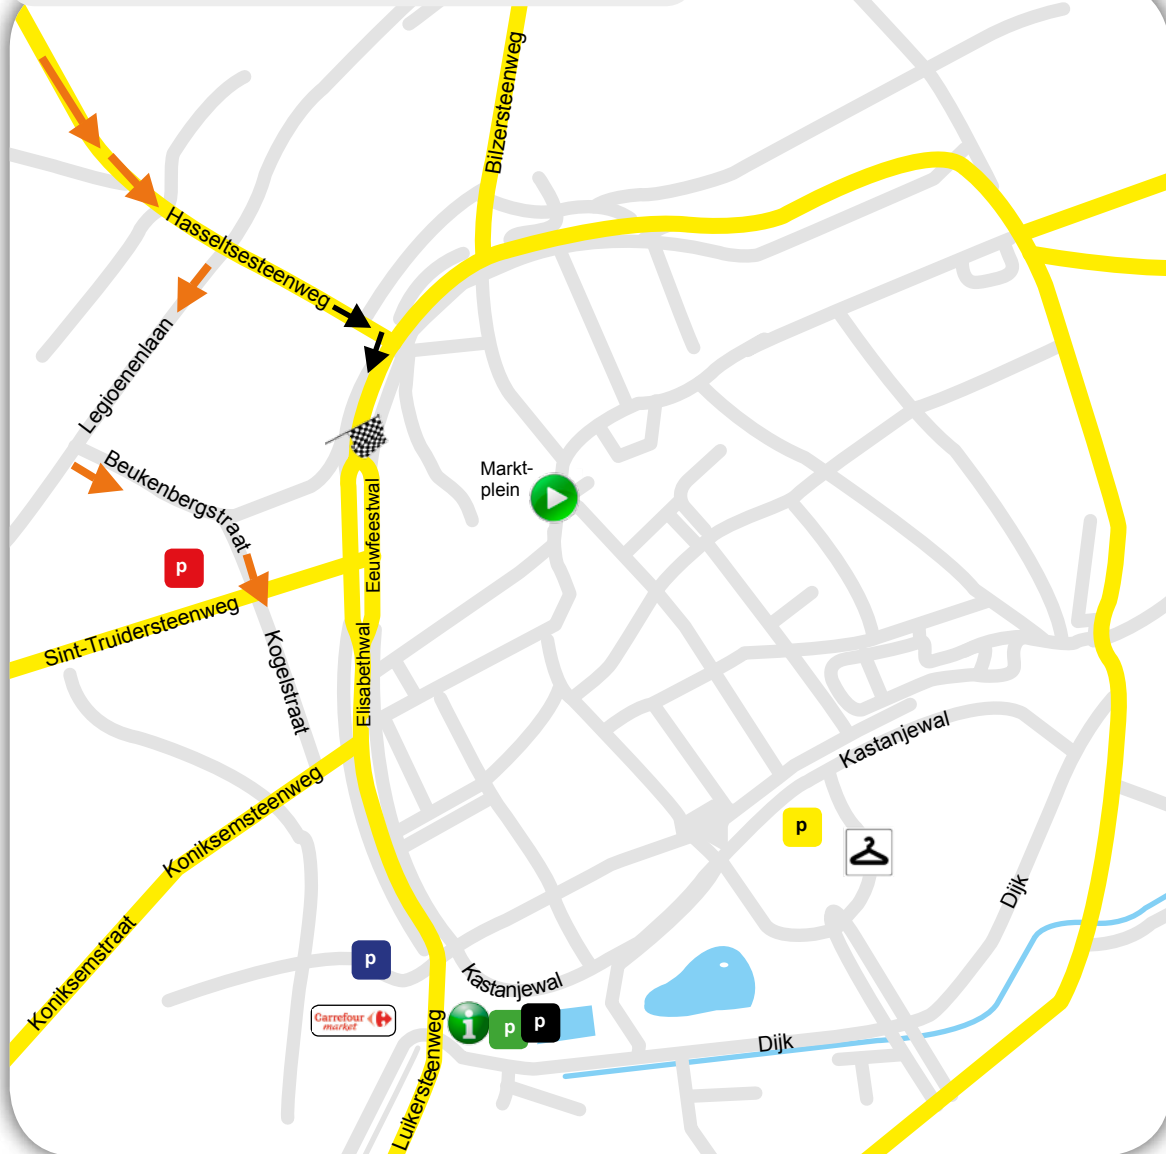 Bilzersteenweg
Hasseltsesteenweg
Legioenenlaan
Beukenbergstraat
Markt-
plein
Eeuwfeestwal
p
Sint-Truidersteenweg
Kogelstraat
Elisabethwal
Kastanjewal
Koniksemsteenweg
p
Dijk
Koniksemstraat
p
Kastanjewal
Carrefour
market
i
p
p
Dijk
Luikersteenweg